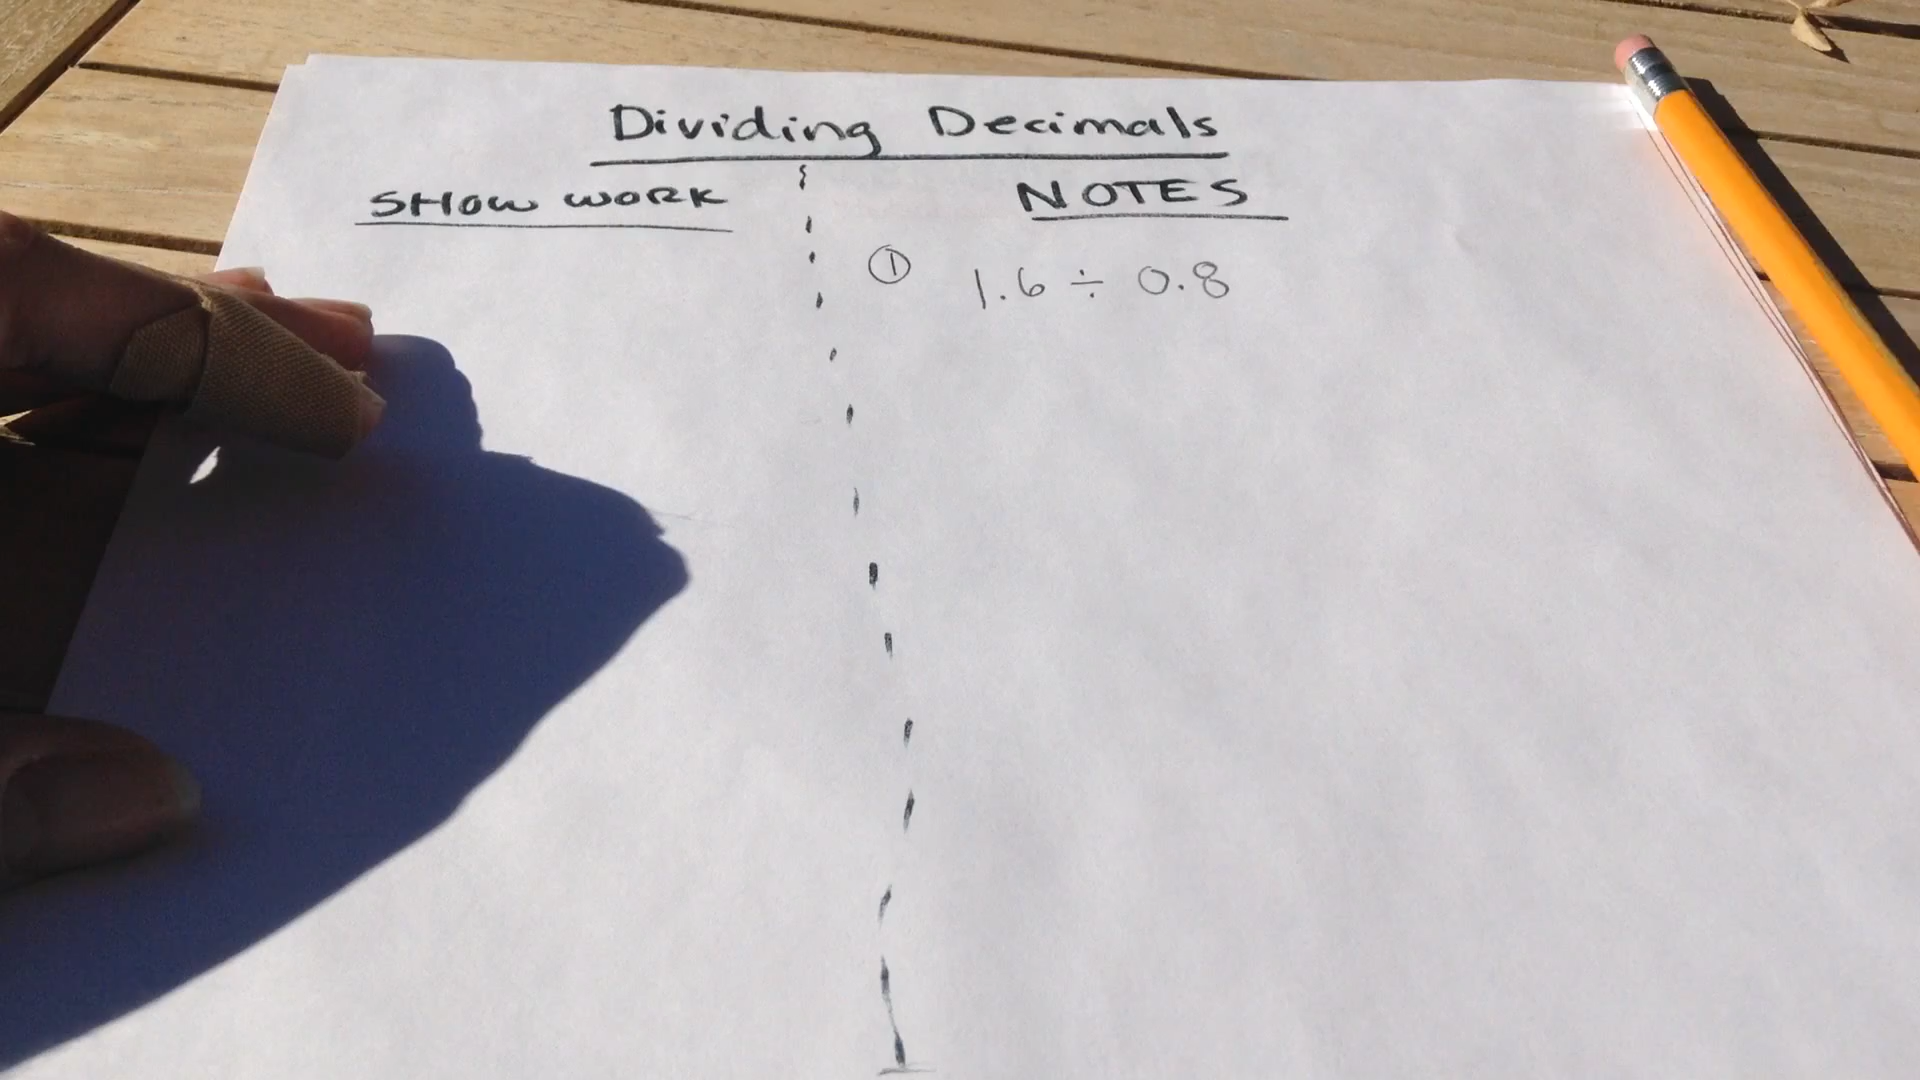 Dividing Decimals
SHOW WORK
NOTES
① 1.6 ÷ 0.8